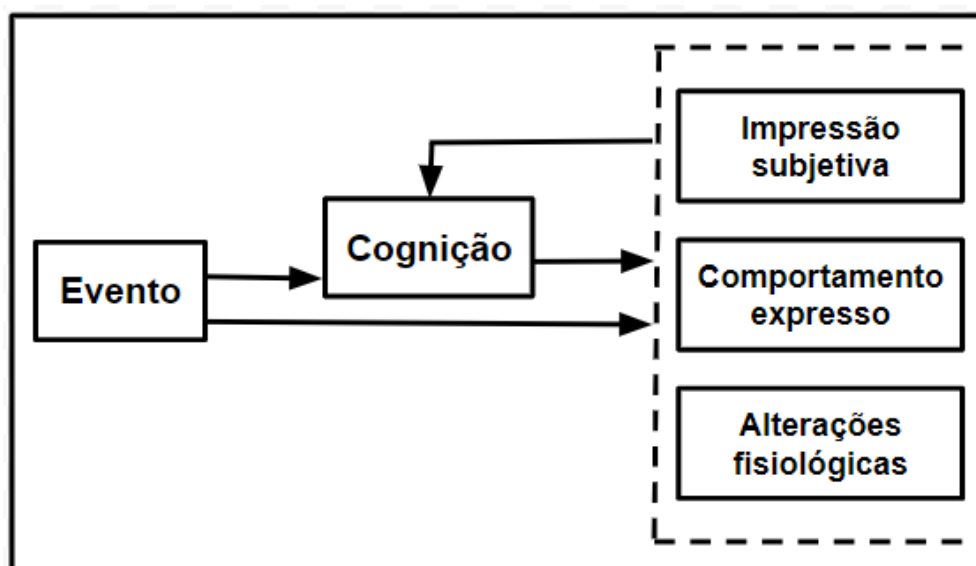 Impressão
subjetiva
Cognição
Evento
Comportamento
expresso
Alterações
fisiológicas